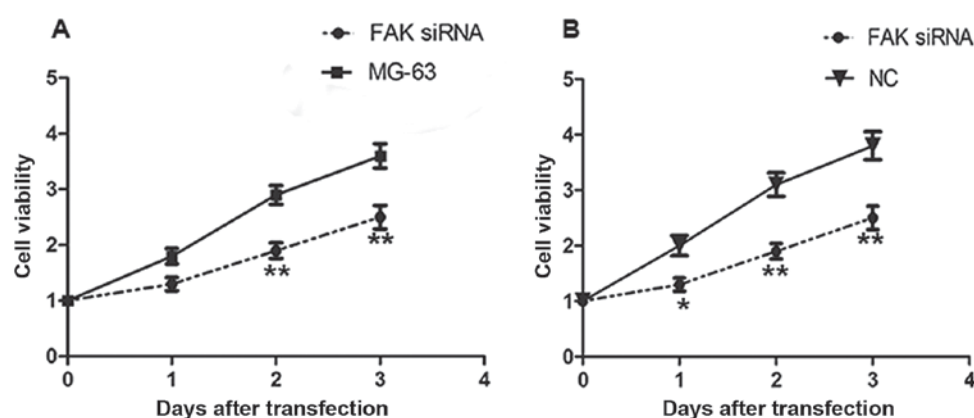 A
FAK siRNA
MG-63
5
4
3
2
1
0
Cell viability
0 1 2 3 4
Days after transfection
**
**
B
FAK siRNA
NC
5
4
3
2
1
0
Cell viability
0 1 2 3 4
Days after transfection
*
**
**